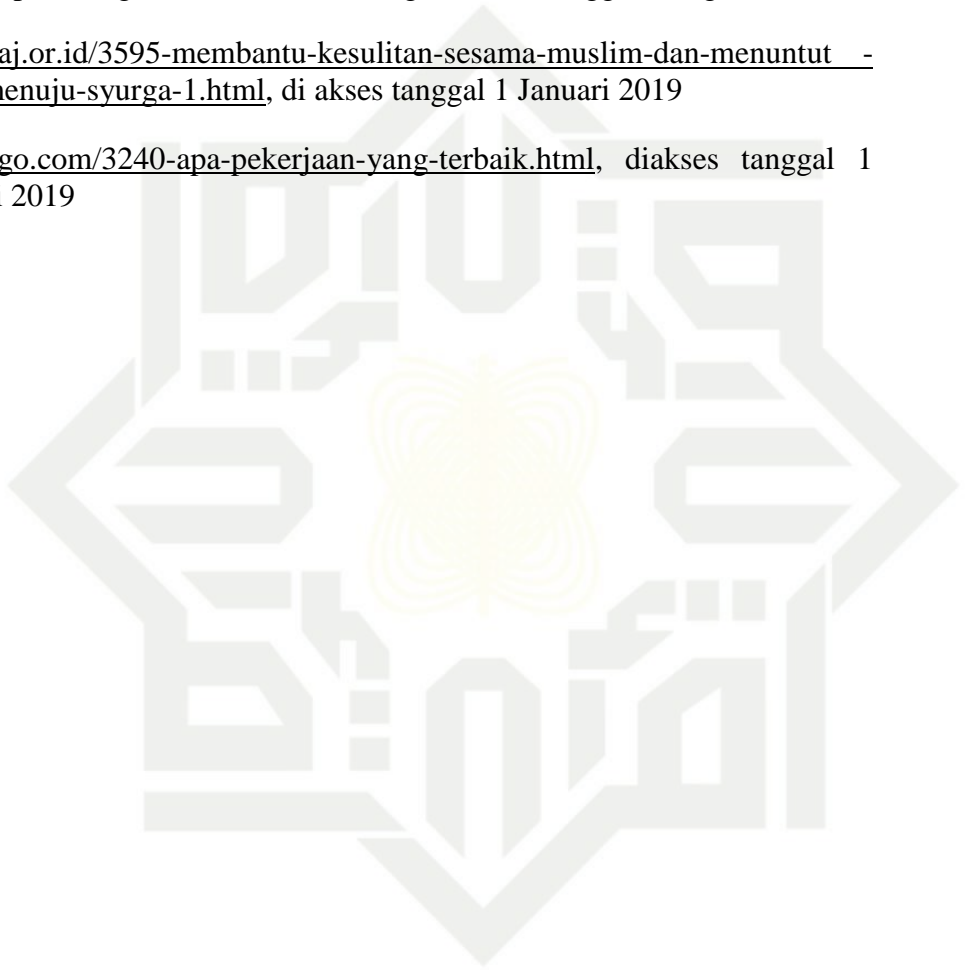 aj.or.id/3595-membantu-kesulitan-sesama-muslim-dan-menuntut -
enuju-syurga-1.html, di akses tanggal 1 Januari 2019
go.com/3240-apa-pekerjaan-yang-terbaik.html, diakses tanggal 1
i 2019